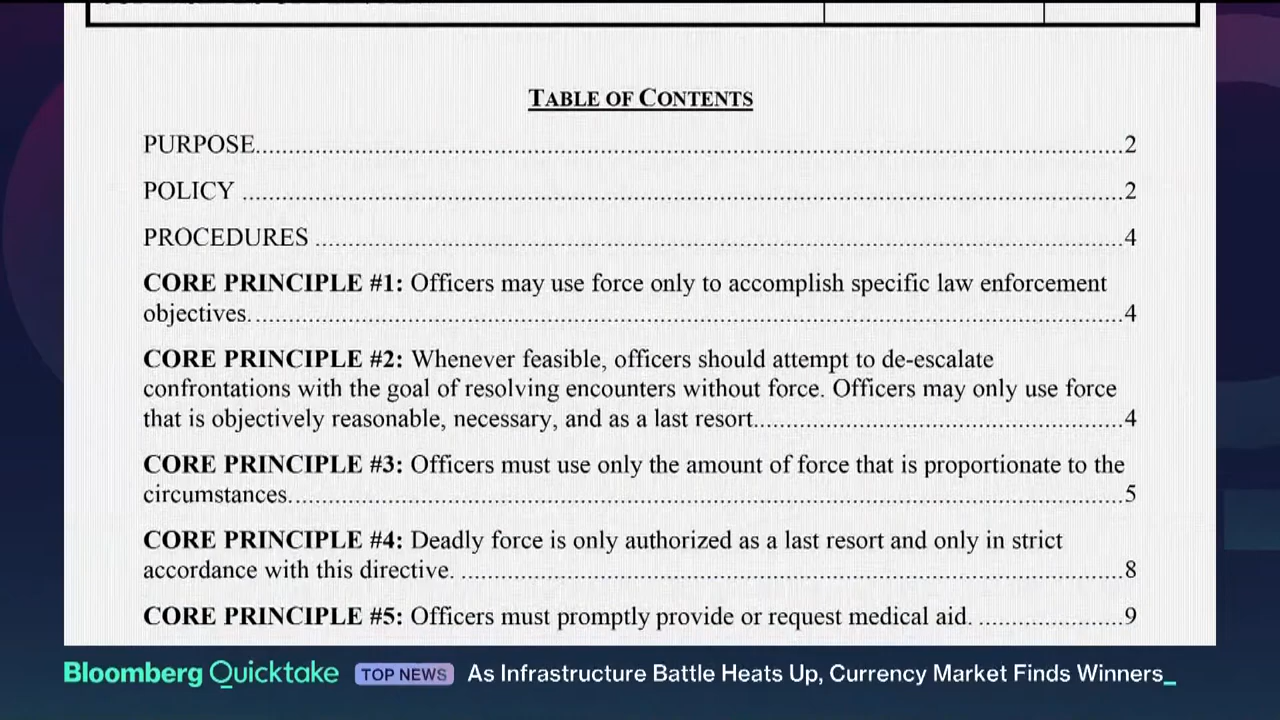 TABLE OF CONTENTS
PURPOSE..........................................................................................................................2
POLICY ...........................................................................................................................2
PROCEDURES .................................................................................................................4
CORE PRINCIPLE #1: Officers may use force only to accomplish specific law enforcement
objectives. .........................................................................................................................4
CORE PRINCIPLE #2: Whenever feasible, officers should attempt to de-escalate
confrontations with the goal of resolving encounters without force. Officers may only use force
that is objectively reasonable, necessary, and as a last resort....................................................4
CORE PRINCIPLE #3: Officers must use only the amount of force that is proportionate to the
circumstances.....................................................................................................................5
CORE PRINCIPLE #4: Deadly force is only authorized as a last resort and only in strict
accordance with this directive. .............................................................................................8
CORE PRINCIPLE #5: Officers must promptly provide or request medical aid. .....................9
Bloomberg Quicktake TOP NEWS As Infrastructure Battle Heats Up, Currency Market Finds Winners_